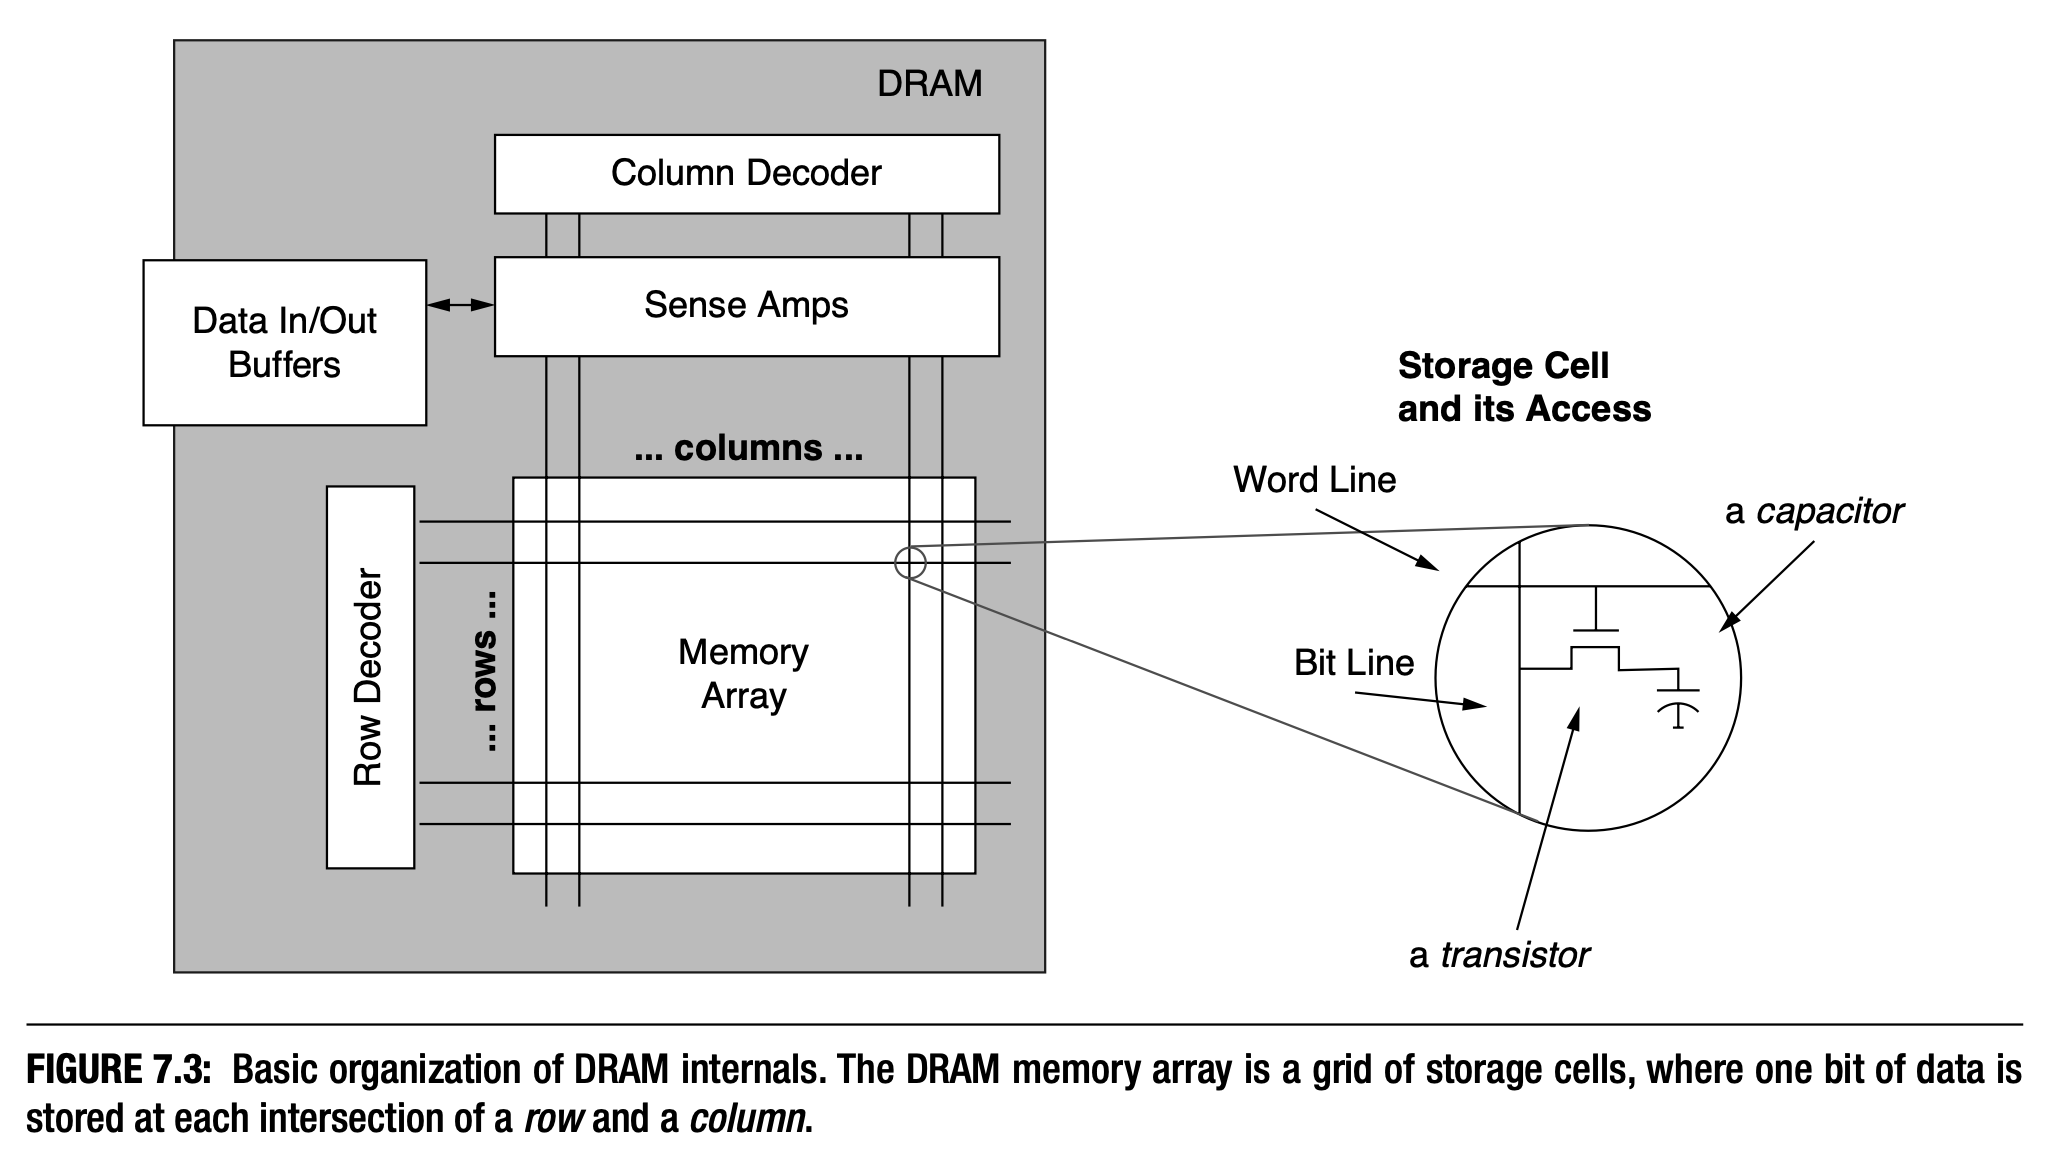 DRAM
Column Decoder
Sense Amps
Data In/Out
Buffers
... columns ...
Row Decoder
... rows ...
Memory
Array
Storage Cell
and its Access
Word Line
a capacitor
Bit Line
a transistor
FIGURE 7.3: Basic organization of DRAM internals. The DRAM memory array is a grid of storage cells, where one bit of data is
stored at each intersection of a row and a column.